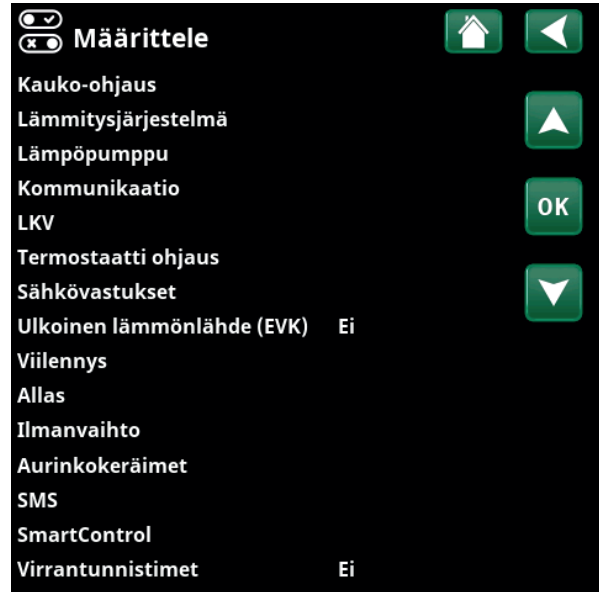 Määrittele
Kauko-ohjaus
Lämmitysjärjestelmä
Lämpöpumppu
Kommunikaatio
OK
LKV
Termostaatti ohjaus
Sähkövastukset
Ulkoinen lämmönlähde (EVK) Ei
Viilennys
Allas
Ilmanvaihto
Aurinkokeräimet
SMS
SmartControl
Virrantunnistimet Ei